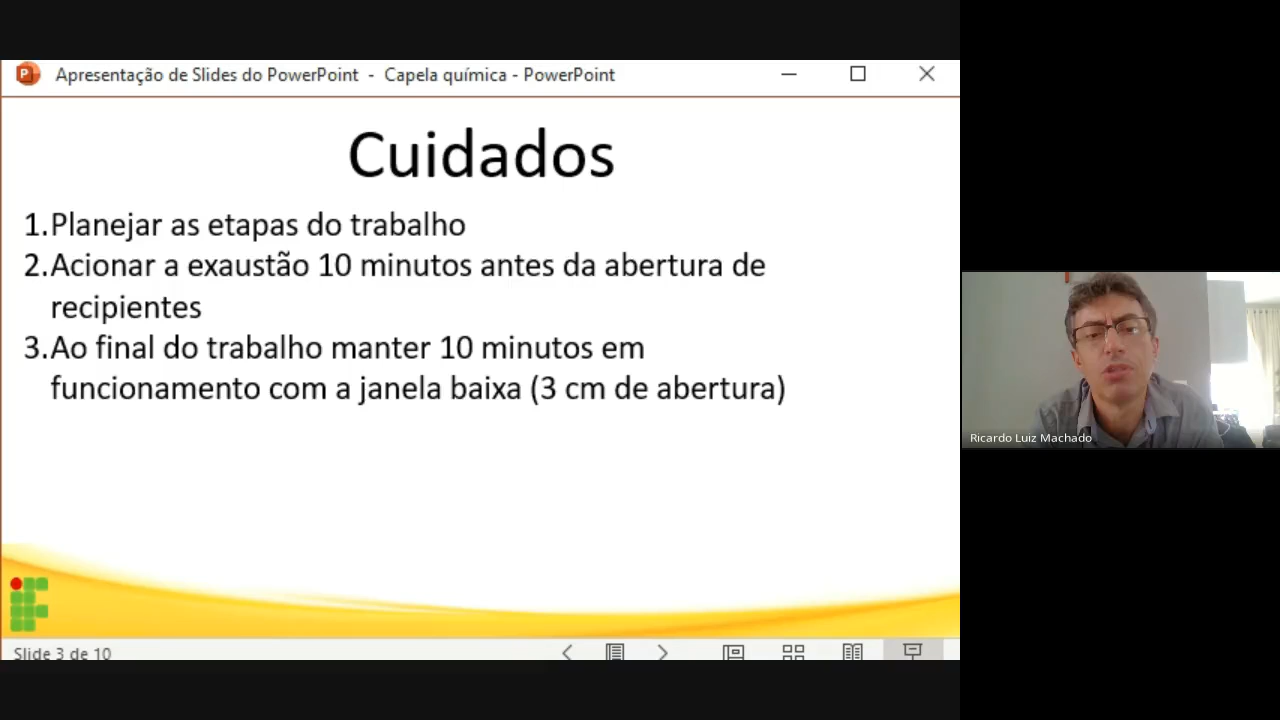 Apresentação de Slides do PowerPoint - Capela química - PowerPoint
Cuidados
1.Planejar as etapas do trabalho
2.Acionar a exaustão 10 minutos antes da abertura de
recipientes
3.Ao final do trabalho manter 10 minutos em
funcionamento com a janela baixa (3 cm de abertura)
Slide 3 de 10
Ricardo Luiz Machado